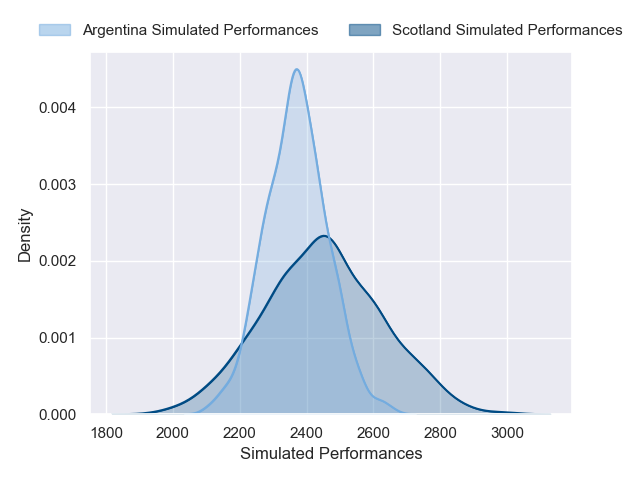 Argentina Simulated Performances
Scotland Simulated Performances
0.004
0.003
0.002
0.001
0.000
Density
1800 2000 2200 2400 2600 2800 3000
Simulated Performances